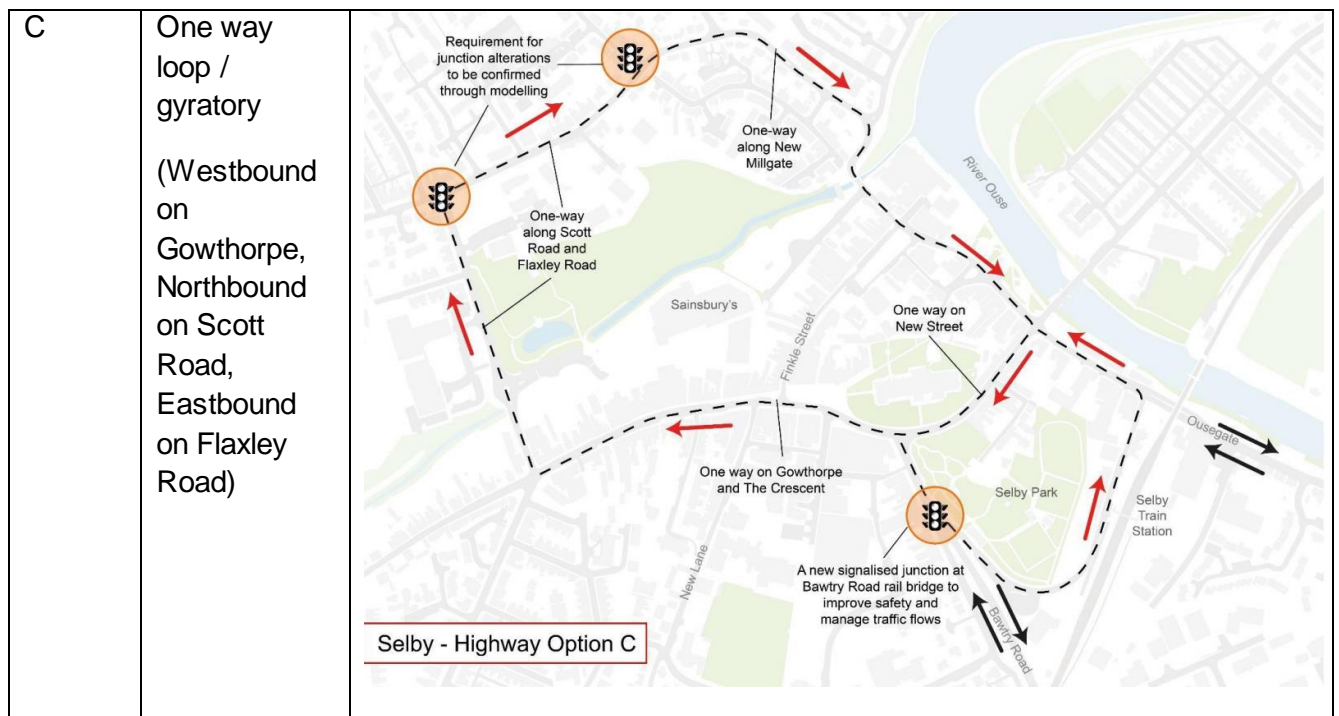 C
One way
loop /
gyratory
(Westbound
on
Gowthorpe,
Northbound
on Scott
Road,
Eastbound
on Flaxley
Road)
Requirement for
junction alterations
to be confirmed
through modelling
One-way
along New
Millgate
River Ouse
One-way
along Scott
Road and
Flaxley Road
Sainsbury's
Finkle Street
One way on
New Street
Ousegate
One way on Gowthorpe
and The Crescent
Selby Park
Selby
Train
Station
New Lane
A new signalised junction at
Bawtry Road rail bridge to
improve safety and
manage traffic flows
Bawtry Road
Selby - Highway Option C